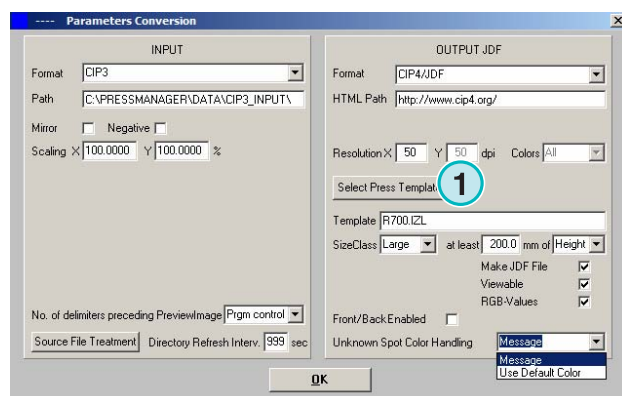 ---- Parameters Conversion
INPUT
Format CIP3
Path C:\PRESSMANAGER\DATA\CIP3_INPUT\
Mirror Negative
Scaling X 100.0000 Y 100.0000 %
No. of delimiters preceding PreviewImage Prgm control
Source File Treatment Directory Refresh Interv. 999 sec
OUTPUT JDF
Format CIP4/JDF
HTML Path http://www.cip4.org/
Resolution X 50 Y 50 dpi Colors All
Select Press Templat
1
Template R700.IZL
SizeClass Large at least 200.0 mm of Height
Make JDF File
Viewable
RGB-Values
Front/Back Enabled
Unknown Spot Color Handling Message
Message
Use Default Color
OK